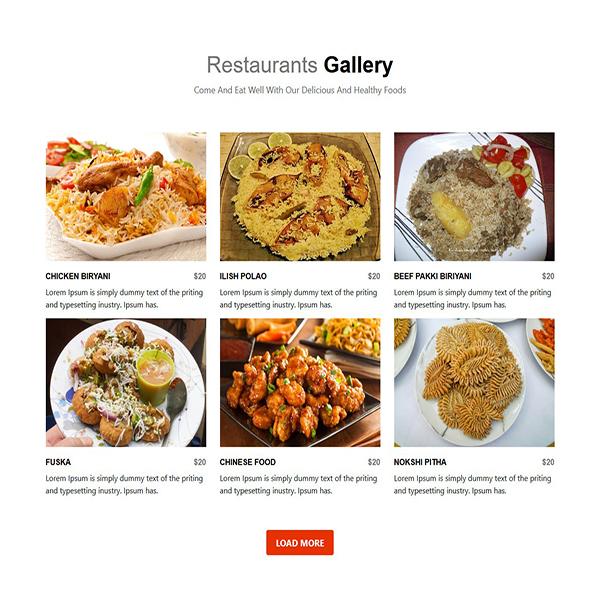 Restaurants Gallery
Come And Eat Well With Our Delicious And Healthy Foods
CHICKEN BIRYANI $20
Lorem Ipsum is simply dummy text of the priting
and typesetting inustry. Ipsum has.
ILISH POLAO $20
Lorem Ipsum is simply dummy text of the priting
and typesetting inustry. Ipsum has.
BEEF PAKKI BIRIYANI $20
Lorem Ipsum is simply dummy text of the priting
and typesetting inustry. Ipsum has.
FUSKA $20
Lorem Ipsum is simply dummy text of the priting
and typesetting inustry. Ipsum has.
CHINESE FOOD $20
Lorem Ipsum is simply dummy text of the priting
and typesetting inustry. Ipsum has.
NOKSHI PITHA $20
Lorem Ipsum is simply dummy text of the priting
and typesetting inustry. Ipsum has.
LOAD MORE